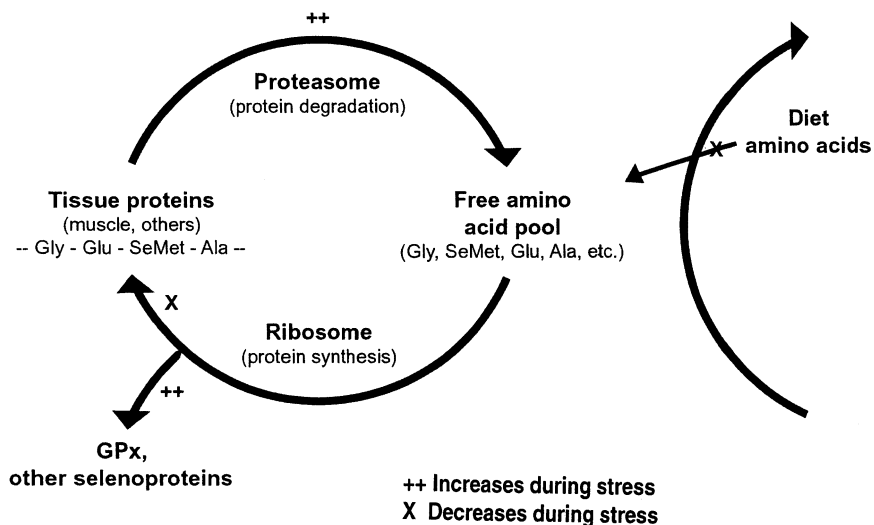 ++
Proteasome
(protein degradation)
Diet
amino acids
X
Tissue proteins
(muscle, others)
-- Gly - Glu - SeMet - Ala --
Free amino
acid pool
(Gly, SeMet, Glu, Ala, etc.)
X
Ribosome
(protein synthesis)
++
GPx,
other selenoproteins
++ Increases during stress
X Decreases during stress